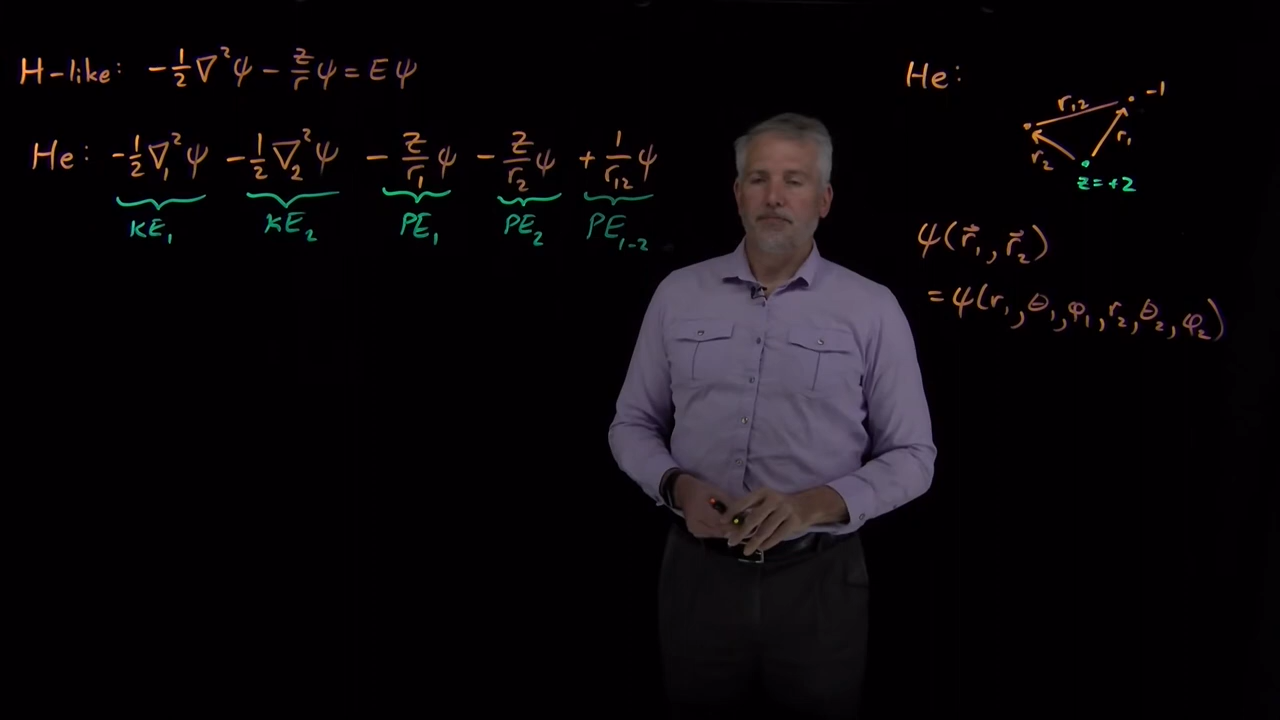 H-like: -½∇²ψ - z/r ψ = Eψ
He: -½∇₁²ψ -½∇₂²ψ - z/r₁ ψ - z/r₂ ψ + 1/r₁₂ ψ
KE₁ KE₂ PE₁ PE₂ PE₁₋₂
He:
r₁₂ -1
r₂ r₁
z=+2
ψ(r⃗₁, r⃗₂)
= ψ(r₁, θ₁, φ₁, r₂, θ₂, φ₂)